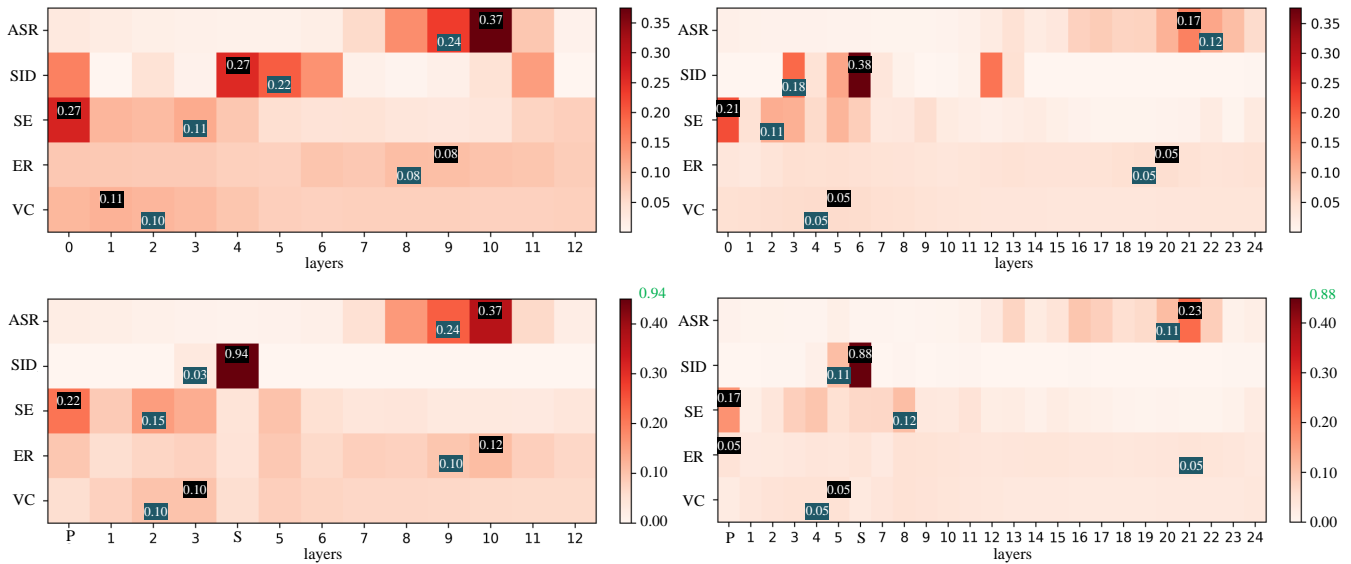 ASR 0.24 0.37 0.35
SID 0.27 0.22 0.30
SE 0.27 0.11 0.25
ER 0.08 0.08 0.20
VC 0.11 0.10 0.15
0.10
0.05
0 1 2 3 4 5 6 7 8 9 10 11 12
layers
ASR 0.17 0.12 0.35
SID 0.18 0.38 0.30
SE 0.21 0.11 0.25
ER 0.05 0.05 0.20
VC 0.05 0.05 0.15
0.10
0.05
0 1 2 3 4 5 6 7 8 9 10 11 12 13 14 15 16 17 18 19 20 21 22 23 24
layers
0.94
ASR 0.24 0.37 0.40
SID 0.03 0.94 0.30
SE 0.22 0.15 0.20
ER 0.10 0.12 0.10
VC 0.10 0.10 0.00
P 1 2 3 S 5 6 7 8 9 10 11 12
layers
0.88
ASR 0.11 0.23 0.40
SID 0.11 0.88 0.30
SE 0.17 0.12 0.20
ER 0.05 0.05 0.10
VC 0.05 0.05 0.00
P 1 2 3 4 5 S 7 8 9 10 11 12 13 14 15 16 17 18 19 20 21 22 23 24
layers